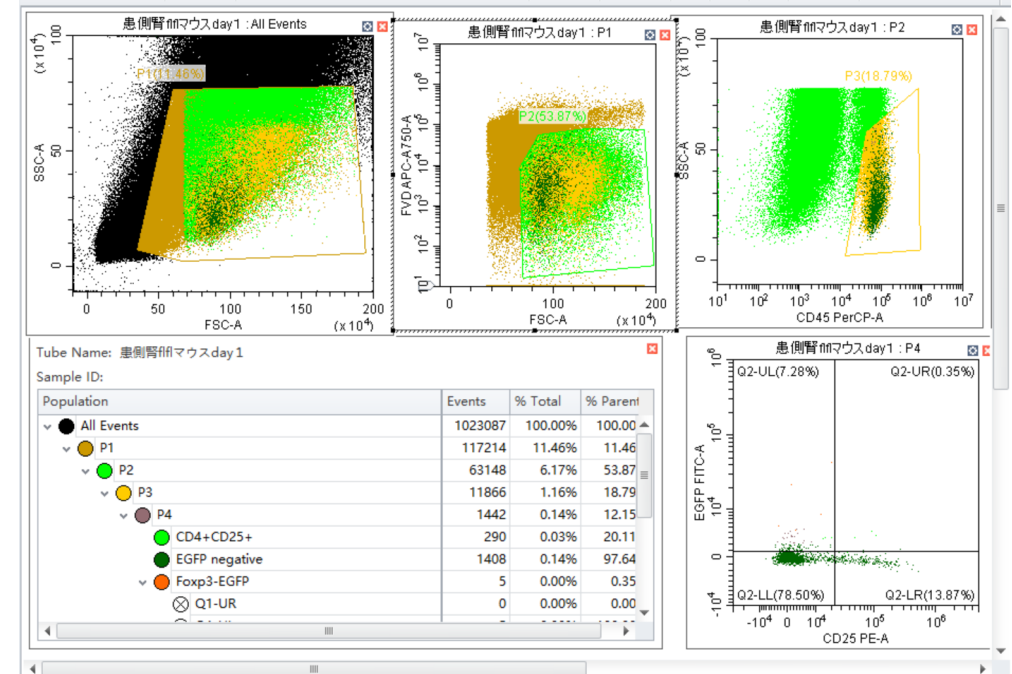 患側腎fflマウスday1 : All Events
P1(11.46%)
SSC-A
(x 10⁴)
100
50
0
0 50 100 150 200
FSC-A (x 10⁴)
患側腎fflマウスday1 : P1
P2(53.87%)
FVD APC-A750-A
10⁷
10⁶
10⁵
10⁴
10³
10²
10¹
0 100 200
FSC-A (x 10⁴)
患側腎fflマウスday1 : P2
P3(18.79%)
SSC-A
(x 10⁴)
100
50
0
10¹ 10² 10³ 10⁴ 10⁵ 10⁶ 10⁷
CD45 PerCP-A
Tube Name: 患側腎fflマウスday1
Sample ID:
Population Events % Total % Parent
All Events 1023087 100.00% 100.00
P1 117214 11.46% 11.46
P2 63148 6.17% 53.87
P3 11866 1.16% 18.79
P4 1442 0.14% 12.15
CD4+CD25+ 290 0.03% 20.11
EGFP negative 1408 0.14% 97.64
Foxp3-EGFP 5 0.00% 0.35
Q1-UR 0 0.00% 0.00
患側腎fflマウスday1 : P4
Q2-UL(7.28%) Q2-UR(0.35%)
EGFP FITC-A
10⁶
10⁵
10⁴
0
-10⁴
Q2-LL(78.50%) Q2-LR(13.87%)
-10⁴ 0 10⁴ 10⁵ 10⁶
CD25 PE-A